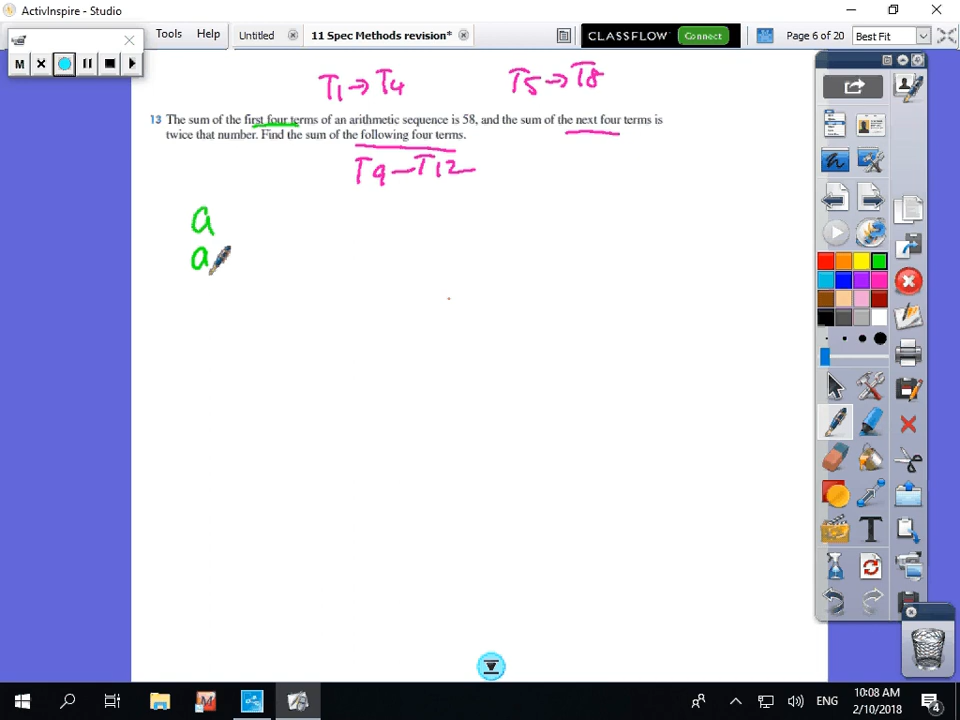 ActivInspire - Studio
M
Tools Help Untitled 11 Spec Methods revision* CLASSFLOW Connect Page 6 of 20 Best Fit
T1→T4 T5→T8
13 The sum of the first four terms of an arithmetic sequence is 58, and the sum of the next four terms is
twice that number. Find the sum of the following four terms.
T9-T12
a
a
T
10:08 AM
ENG
2/10/2018
4